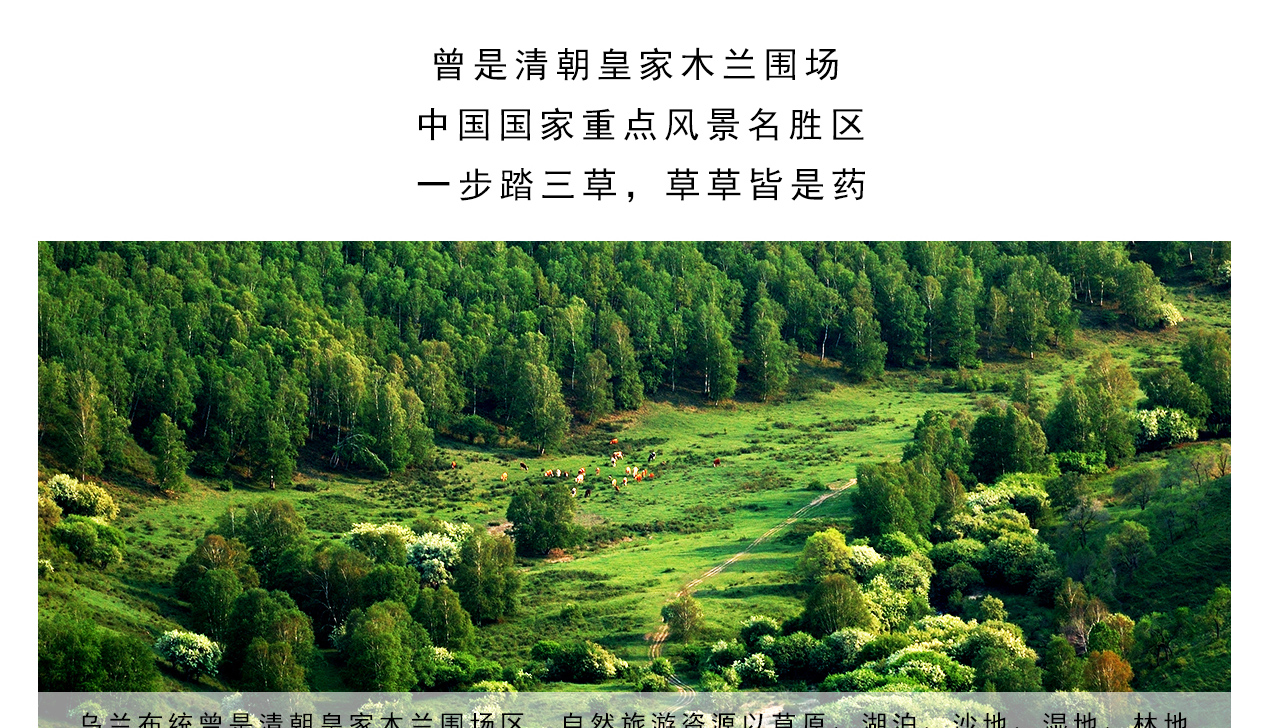 曾是清朝皇家木兰围场
中国国家重点风景名胜区
一步踏三草，草草皆是药
乌兰布统曾是清朝皇家木兰围场区，自然旅游资源以草原、湖泊、沙地、湿地、林地